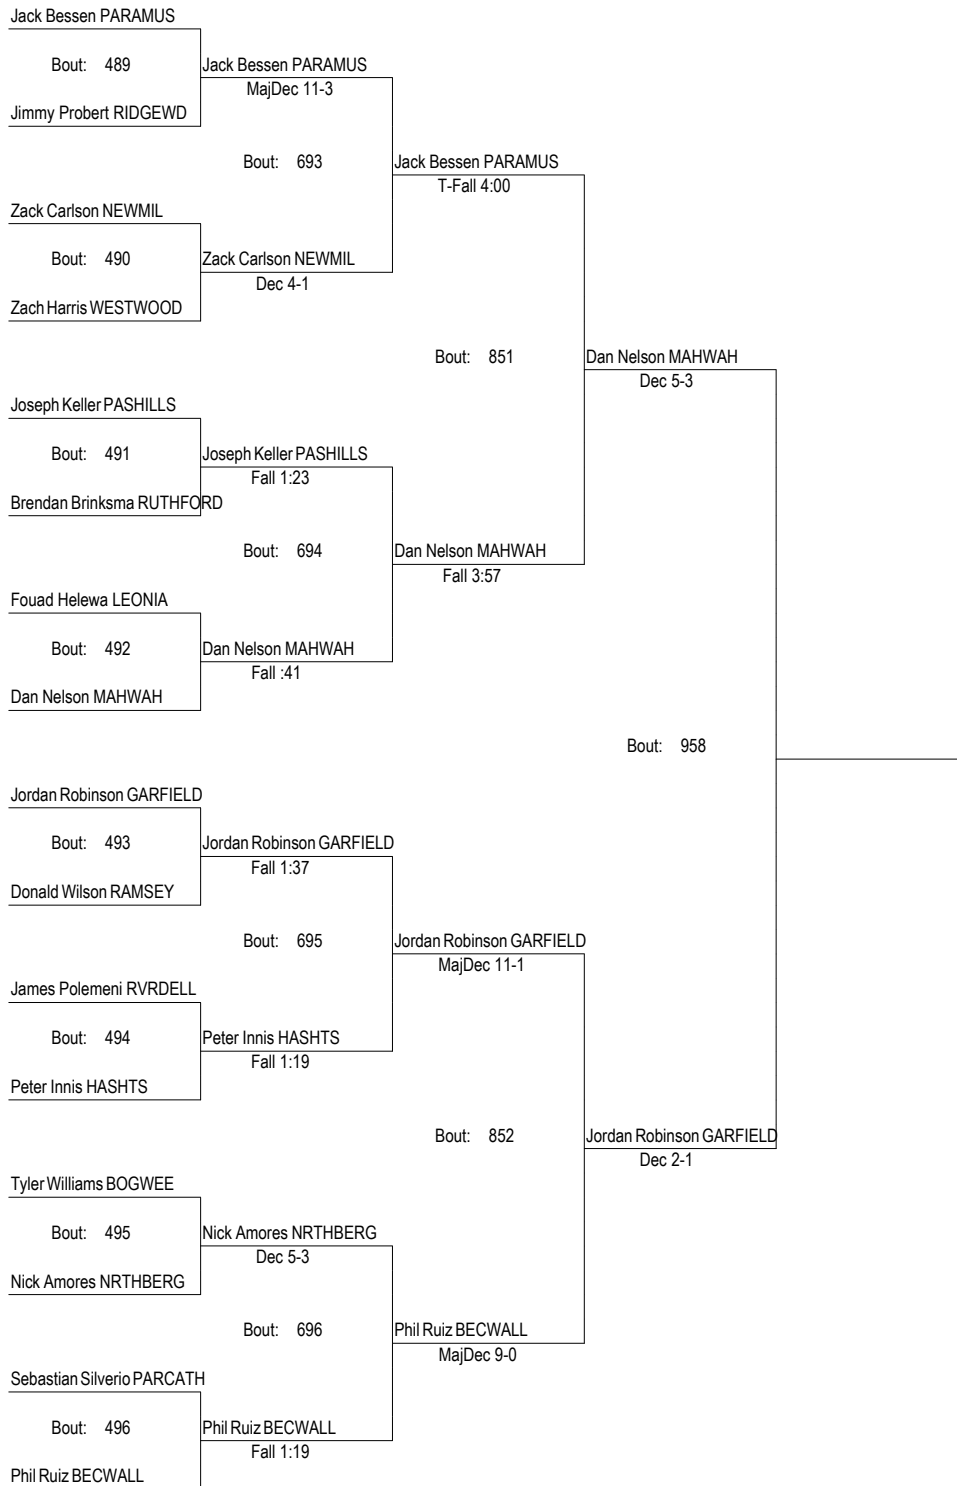 Jack Bessen PARAMUS
Bout: 489
Jack Bessen PARAMUS
MajDec 11-3
Jimmy Probert RIDGEWD
Bout: 693
Jack Bessen PARAMUS
T-Fall 4:00
Zack Carlson NEWMIL
Bout: 490
Zack Carlson NEWMIL
Dec 4-1
Zach Harris WESTWOOD
Bout: 851
Dan Nelson MAHWAH
Dec 5-3
Joseph Keller PASHILLS
Bout: 491
Joseph Keller PASHILLS
Fall 1:23
Brendan Brinksma RUTHFORD
Bout: 694
Dan Nelson MAHWAH
Fall 3:57
Fouad Helewa LEONIA
Bout: 492
Dan Nelson MAHWAH
Fall :41
Dan Nelson MAHWAH
Bout: 958
Jordan Robinson GARFIELD
Bout: 493
Jordan Robinson GARFIELD
Fall 1:37
Donald Wilson RAMSEY
Bout: 695
Jordan Robinson GARFIELD
MajDec 11-1
James Polemeni RVRDELL
Bout: 494
Peter Innis HASHTS
Fall 1:19
Peter Innis HASHTS
Bout: 852
Jordan Robinson GARFIELD
Dec 2-1
Tyler Williams BOGWEE
Bout: 495
Nick Amores NRTHBERG
Dec 5-3
Nick Amores NRTHBERG
Bout: 696
Phil Ruiz BECWALL
MajDec 9-0
Sebastian Silverio PARCATH
Bout: 496
Phil Ruiz BECWALL
Fall 1:19
Phil Ruiz BECWALL